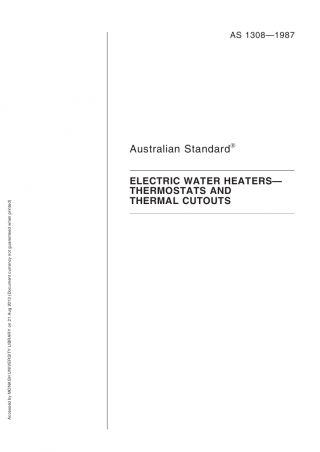 AS 1308—1987
Australian Standard®
ELECTRIC WATER HEATERS—
THERMOSTATS AND
THERMAL CUTOUTS
Accessed by MONASH UNIVERSITY LIBRARY on 21 Aug 2013 (Document currency not guaranteed when printed)